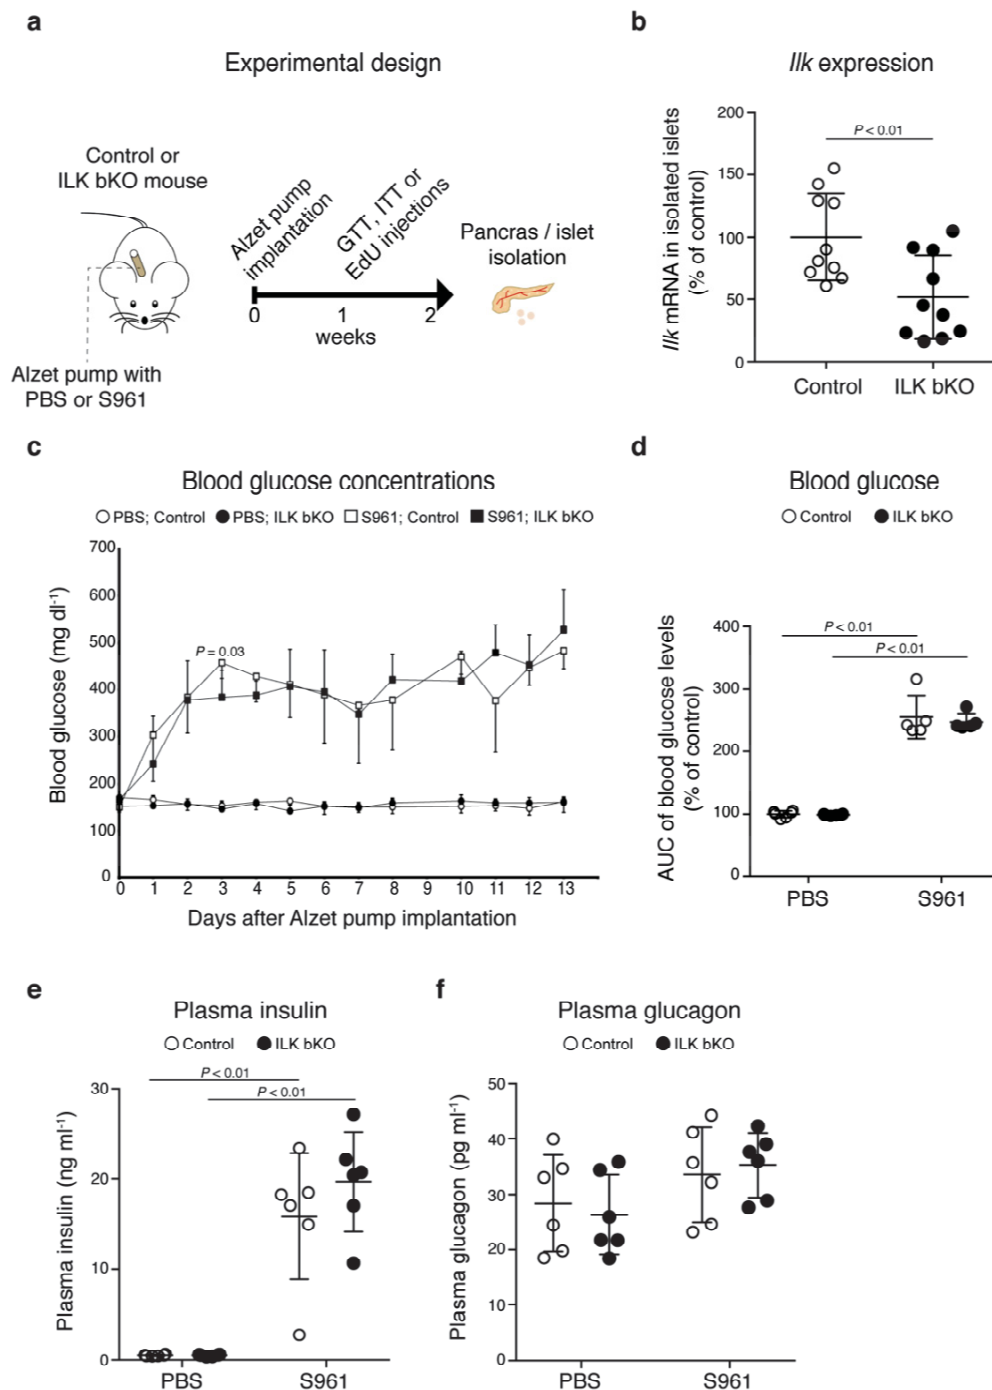 a
Experimental design
Control or
ILK bKO mouse
Alzet pump
implantation
GTT, ITT or
EdU injections
Pancras / islet
isolation
0 1 2
weeks
Alzet pump with
PBS or S961
b
Ilk expression
Ilk mRNA in isolated islets
(% of control)
200
150
100
50
0
P < 0.01
Control ILK bKO
c
Blood glucose concentrations
PBS; Control PBS; ILK bKO S961; Control S961; ILK bKO
Blood glucose (mg dl-1)
700
600
500
400
300
200
100
0
P = 0.03
0 1 2 3 4 5 6 7 8 9 10 11 12 13
Days after Alzet pump implantation
d
Blood glucose
Control ILK bKO
AUC of blood glucose levels
(% of control)
400
300
200
100
0
P < 0.01
P < 0.01
PBS S961
e
Plasma insulin
Control ILK bKO
Plasma insulin (ng ml-1)
30
20
10
0
P < 0.01
P < 0.01
PBS S961
f
Plasma glucagon
Control ILK bKO
Plasma glucagon (pg ml-1)
50
40
30
20
10
0
PBS S961